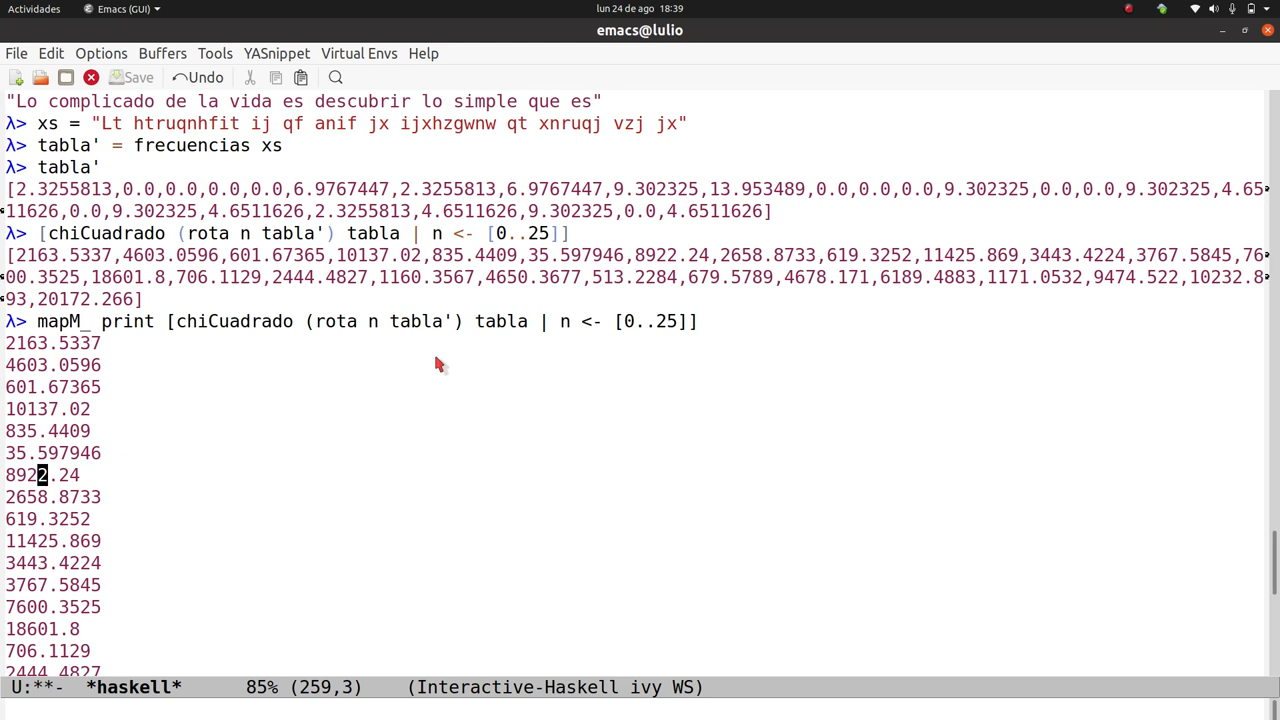 Actividades Emacs (GUI) lun 24 de ago 18:39
emacs@lulio
File Edit Options Buffers Tools YASnippet Virtual Envs Help
Save Undo
"Lo complicado de la vida es descubrir lo simple que es"
λ> xs = "Lt htruqnhfit ij qf anif jx ijxhzgwnw qt xnruqj vzj jx"
λ> tabla' = frecuencias xs
λ> tabla'
[2.3255813,0.0,0.0,0.0,0.0,6.9767447,2.3255813,6.9767447,9.302325,13.953489,0.0,0.0,0.0,9.302325,0.0,0.0,9.302325,4.65
11626,0.0,9.302325,4.6511626,2.3255813,4.6511626,9.302325,0.0,4.6511626]
λ> [chiCuadrado (rota n tabla') tabla | n <- [0..25]]
[2163.5337,4603.0596,601.67365,10137.02,835.4409,35.597946,8922.24,2658.8733,619.3252,11425.869,3443.4224,3767.5845,76
00.3525,18601.8,706.1129,2444.4827,1160.3567,4650.3677,513.2284,679.5789,4678.171,6189.4883,1171.0532,9474.522,10232.8
93,20172.266]
λ> mapM_ print [chiCuadrado (rota n tabla') tabla | n <- [0..25]]
2163.5337
4603.0596
601.67365
10137.02
835.4409
35.597946
8922.24
2658.8733
619.3252
11425.869
3443.4224
3767.5845
7600.3525
18601.8
706.1129
2444.4827
U:**- *haskell* 85% (259,3) (Interactive-Haskell ivy WS)